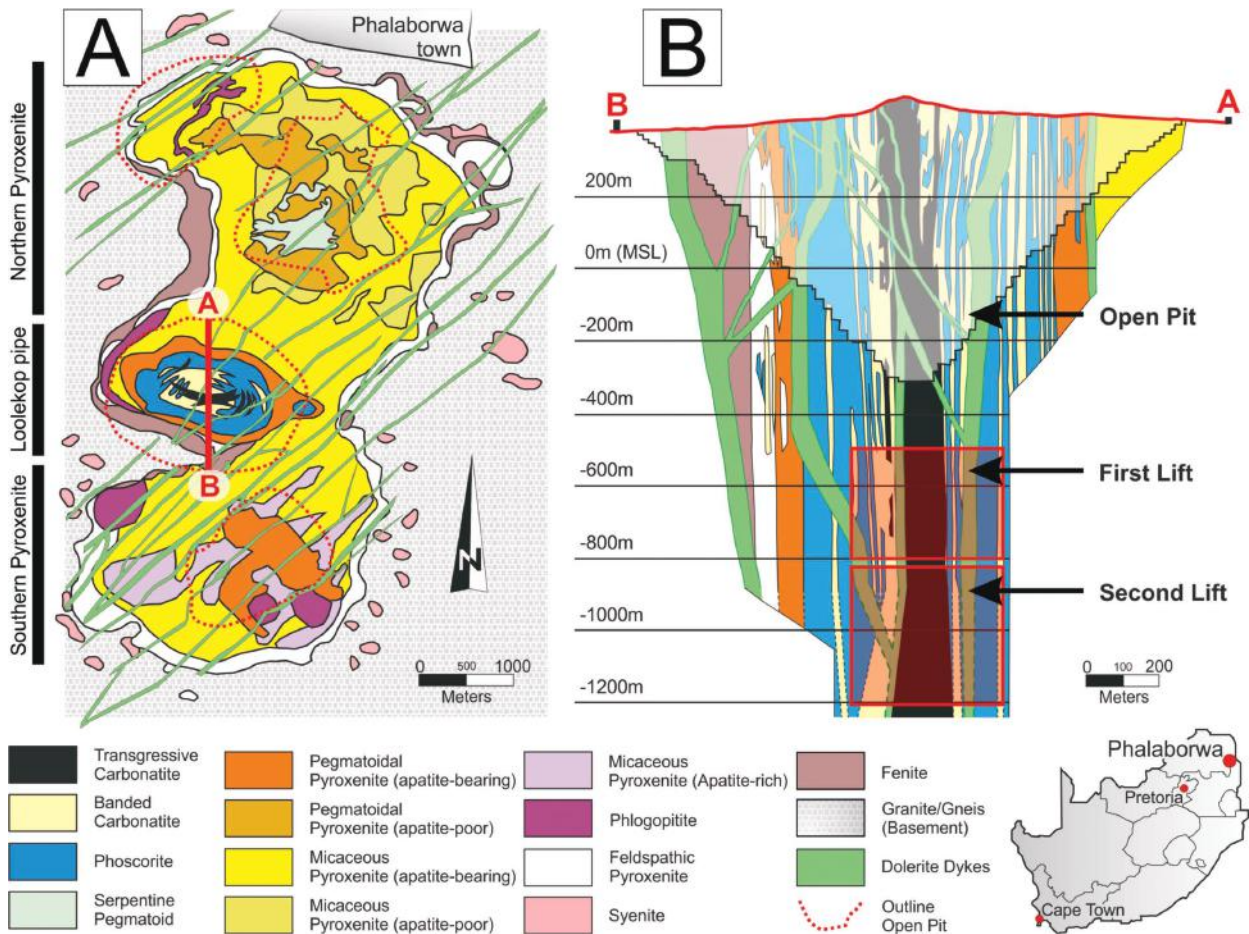 A
Phalaborwa
town
Northern Pyroxenite
Loolekop pipe
Southern Pyroxenite
A
B
N
0 500 1000
Meters
B
B
A
200m
0m (MSL)
-200m
-400m
-600m
-800m
-1000m
-1200m
Open Pit
First Lift
Second Lift
0 100 200
Meters
Transgressive
Carbonatite
Banded
Carbonatite
Phoscorite
Serpentine
Pegmatoid
Pegmatoidal
Pyroxenite (apatite-bearing)
Pegmatoidal
Pyroxenite (apatite-poor)
Micaceous
Pyroxenite (apatite-bearing)
Micaceous
Pyroxenite (apatite-poor)
Micaceous
Pyroxenite (Apatite-rich)
Phlogopitite
Feldspathic
Pyroxenite
Syenite
Fenite
Granite/Gneis
(Basement)
Dolerite Dykes
Outline
Open Pit
Phalaborwa
Pretoria
Cape Town